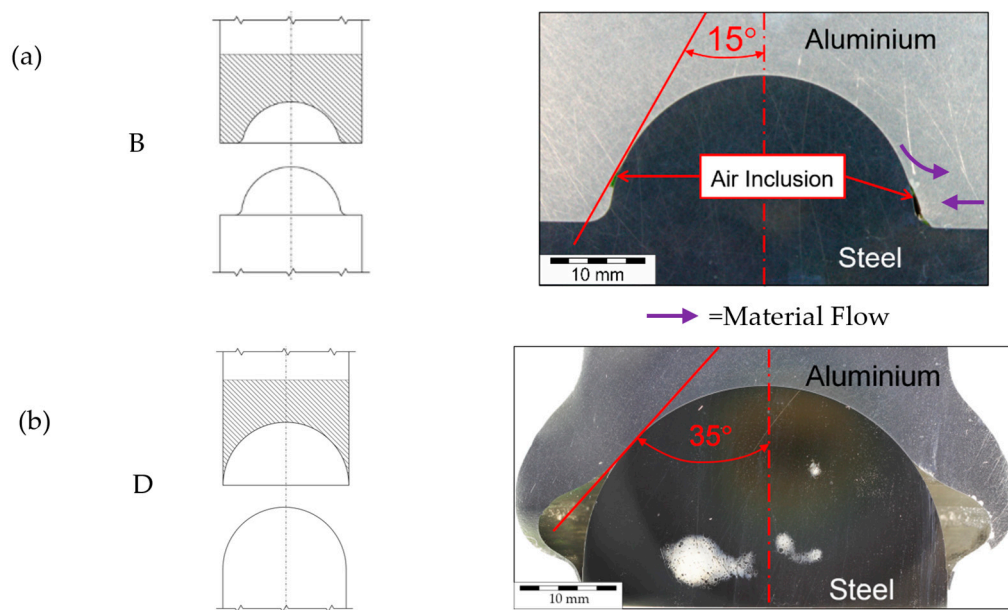 (a)
B
15°
Aluminium
Air Inclusion
Steel
10 mm
=Material Flow
(b)
D
35°
Aluminium
Steel
10 mm